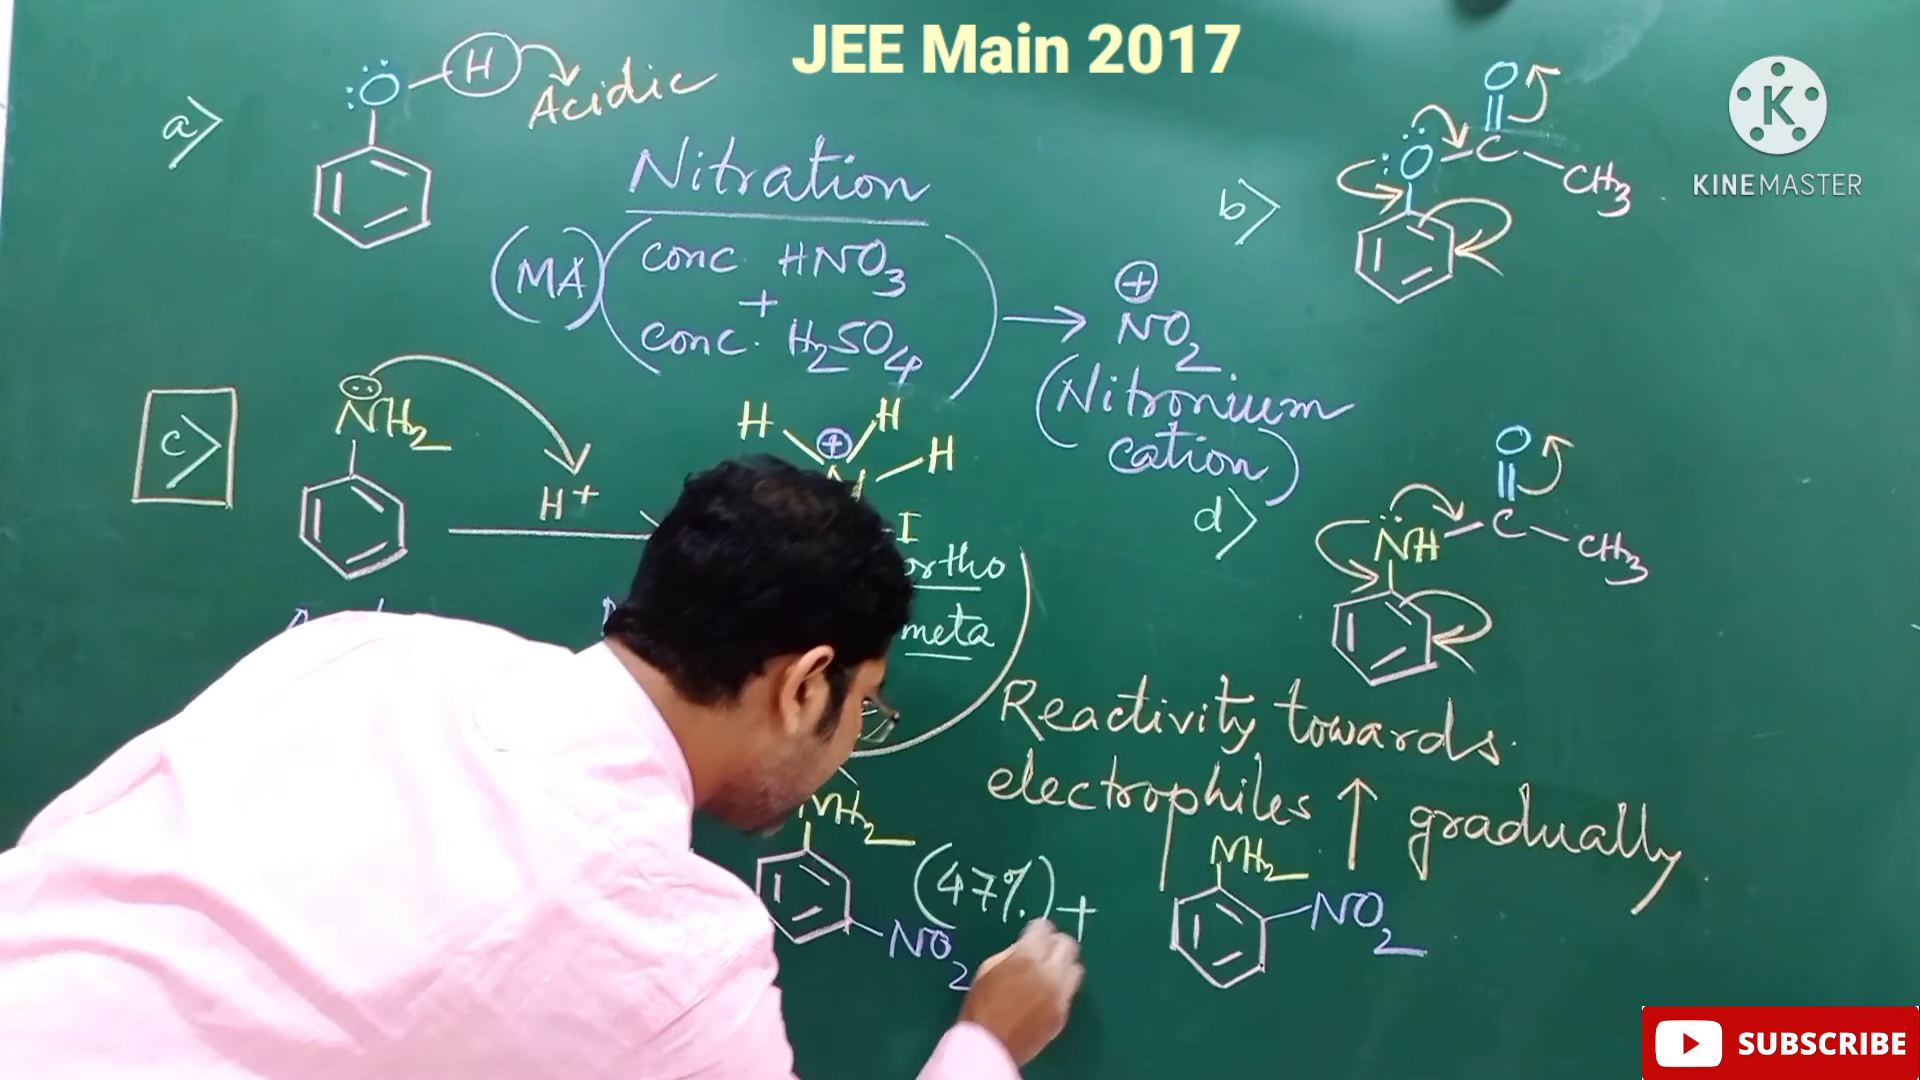 JEE Main 2017
K
KINEMASTER
a>
:Ö-H
Acidic
Nitration
(MA) (conc. HNO3
+
conc. H2SO4)
→
⊕
NO2
(Nitronium
cation)
b>
O
:Ö-C-CH3
c>
NH2
H+
H
H
⊕
H
N
I
ortho
meta
d>
O
NH-C-CH3
Reactivity towards
electrophiles ↑ gradually
NH2
NO2
(47%) +
NH2
NO2
SUBSCRIBE